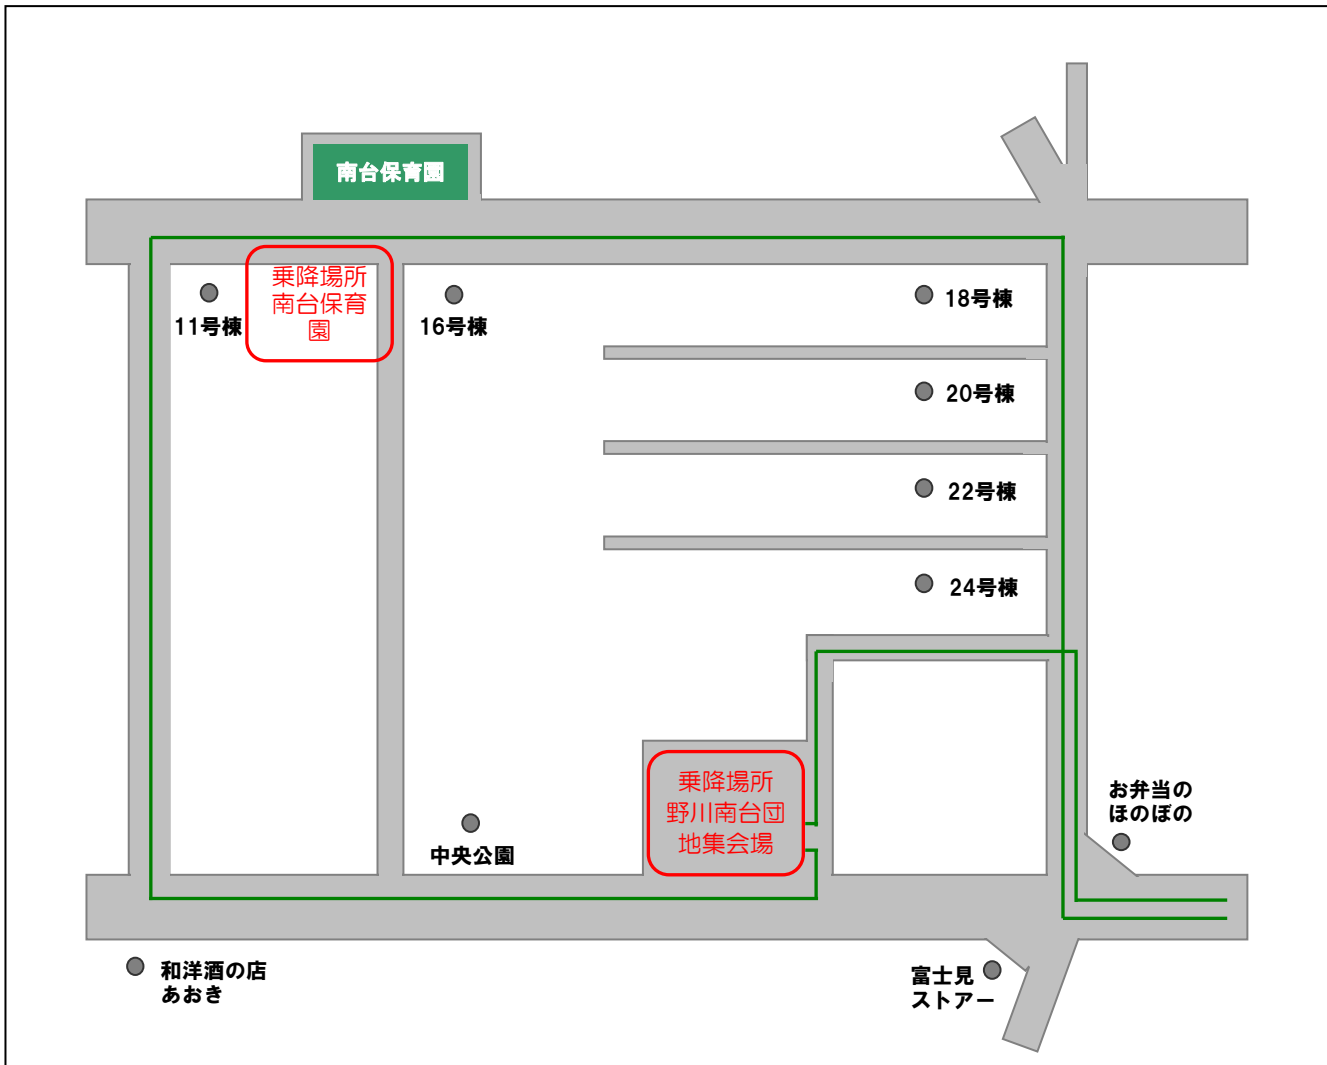 南台保育園
乗降場所
南台保育
園
11号棟
16号棟
18号棟
20号棟
22号棟
24号棟
乗降場所
野川南台団
地集会場
お弁当の
ほのぼの
中央公園
和洋酒の店
あおき
富士見
ストアー